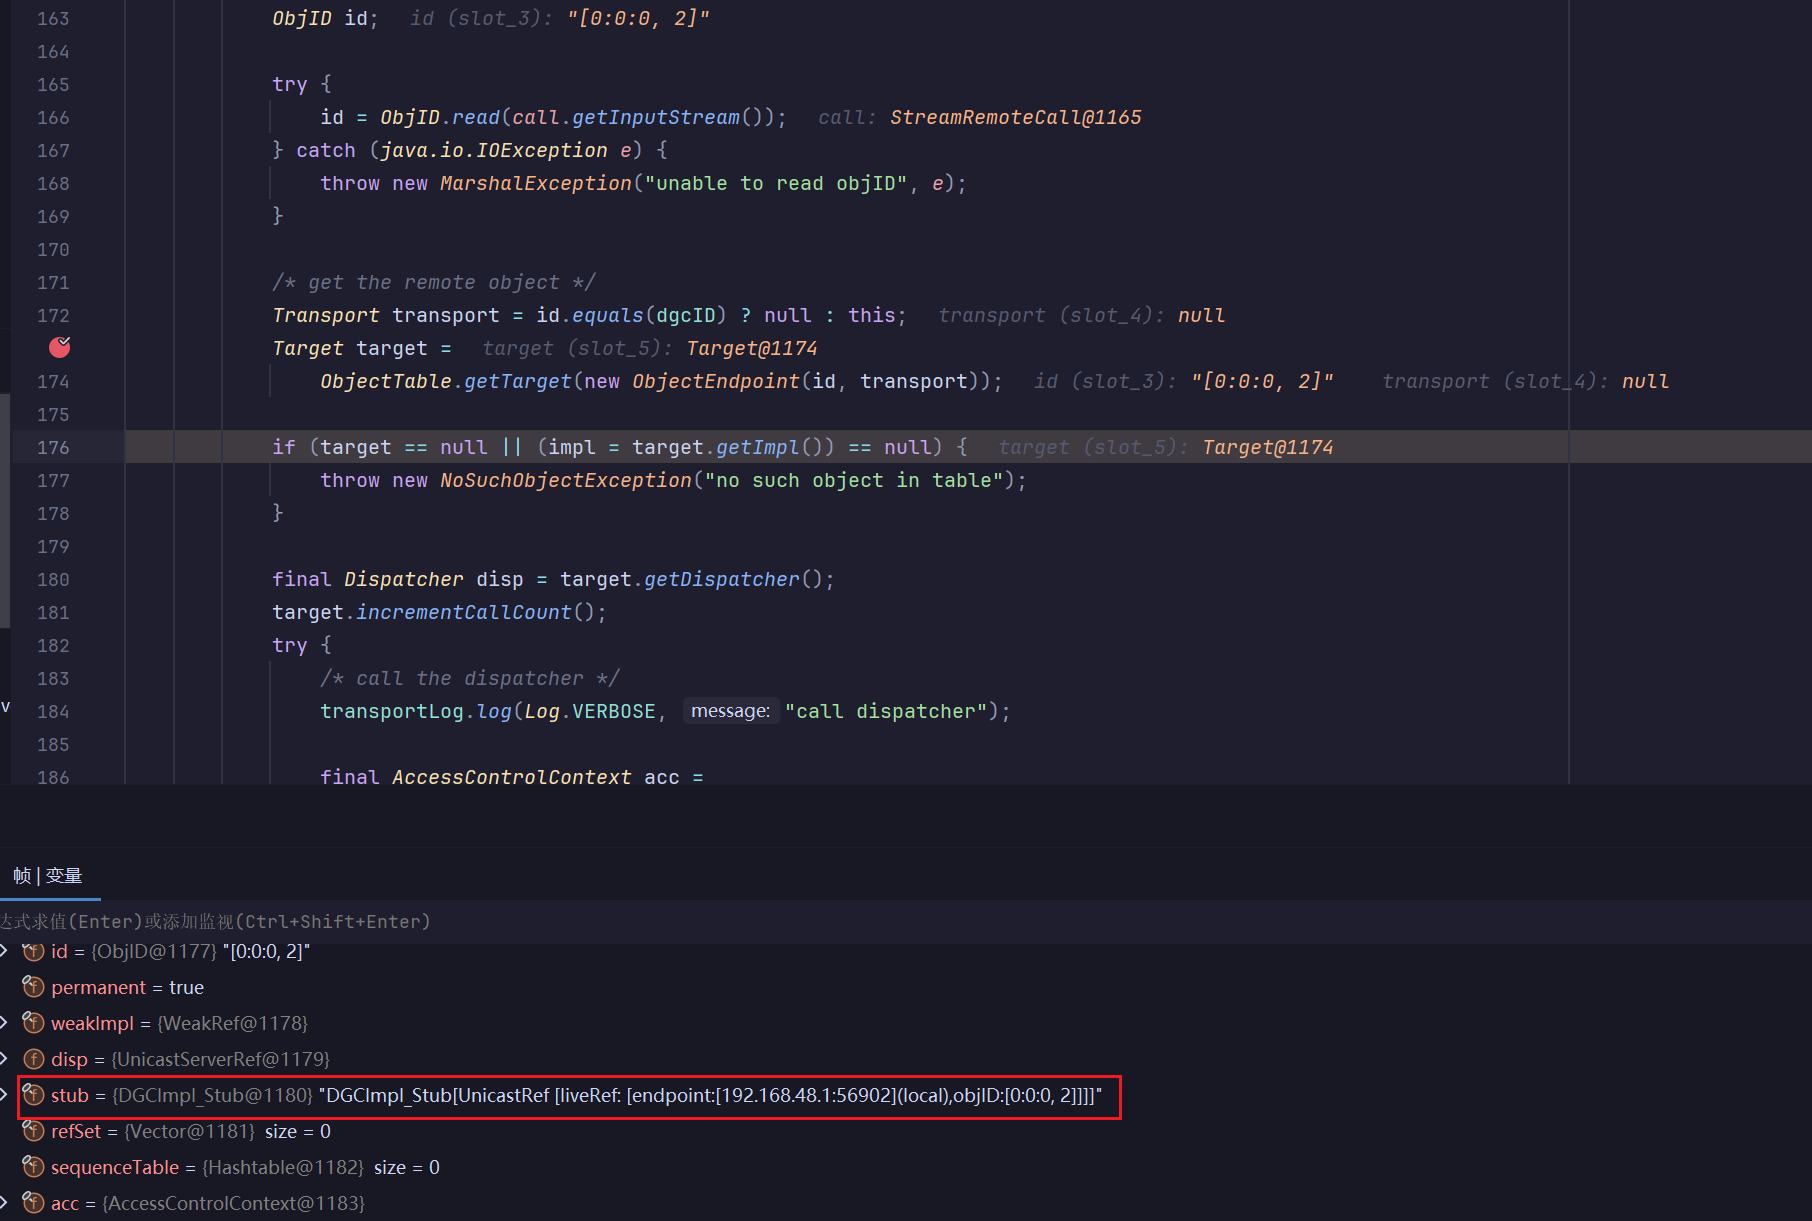 163 ObjID id; id (slot_3): "[0:0:0, 2]"
164
165 try {
166 id = ObjID.read(call.getInputStream()); call: StreamRemoteCall@1165
167 } catch (java.io.IOException e) {
168 throw new MarshalException("unable to read objID", e);
169 }
170
171 /* get the remote object */
172 Transport transport = id.equals(dgcID) ? null : this; transport (slot_4): null
Target target = target (slot_5): Target@1174
174 ObjectTable.getTarget(new ObjectEndpoint(id, transport)); id (slot_3): "[0:0:0, 2]" transport (slot_4): null
175
176 if (target == null || (impl = target.getImpl()) == null) { target (slot_5): Target@1174
177 throw new NoSuchObjectException("no such object in table");
178 }
179
180 final Dispatcher disp = target.getDispatcher();
181 target.incrementCallCount();
182 try {
183 /* call the dispatcher */
184 transportLog.log(Log.VERBOSE, message: "call dispatcher");
185
186 final AccessControlContext acc =
v
帧 | 变量
达式求值(Enter)或添加监视(Ctrl+Shift+Enter)
id = {ObjID@1177} "[0:0:0, 2]"
permanent = true
weakImpl = {WeakRef@1178}
disp = {UnicastServerRef@1179}
stub = {DGCImpl_Stub@1180} "DGCImpl_Stub[UnicastRef [liveRef: [endpoint:[192.168.48.1:56902](local),objID:[0:0:0, 2]]]]"
refSet = {Vector@1181} size = 0
sequenceTable = {Hashtable@1182} size = 0
acc = {AccessControlContext@1183}